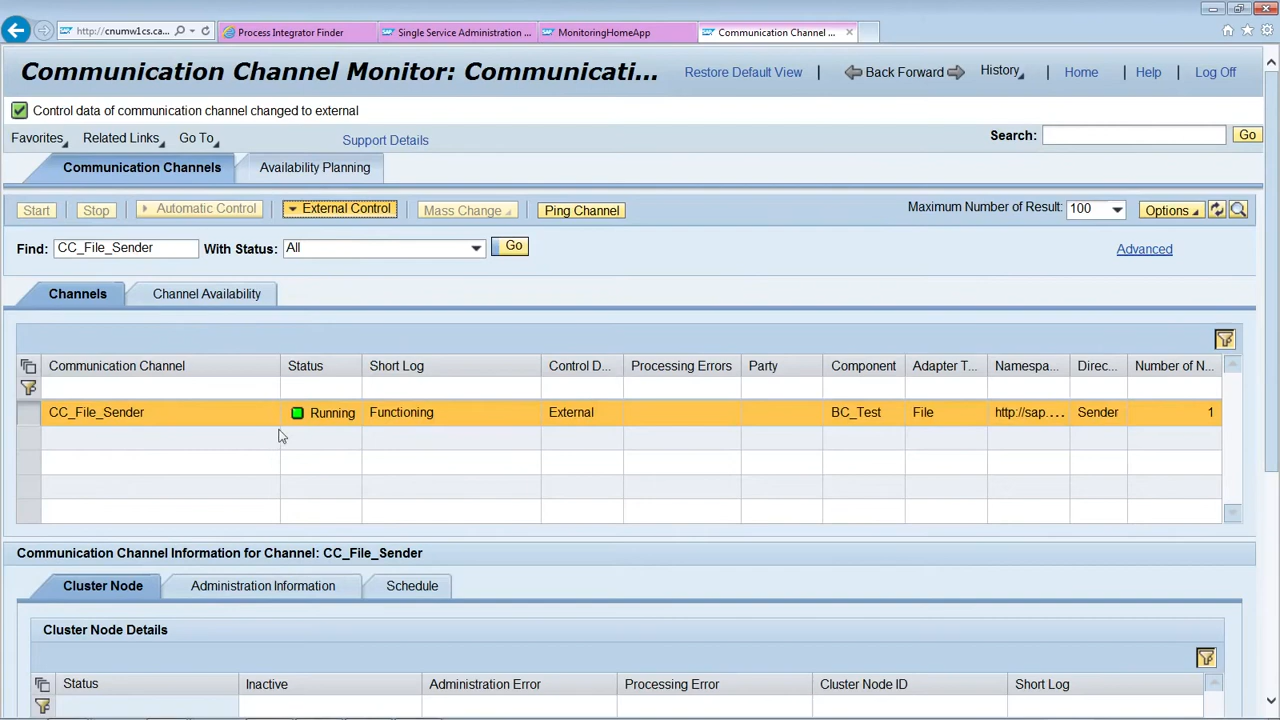 http://cnumw1cs.ca...
Process Integrator Finder
Single Service Administration ...
MonitoringHomeApp
Communication Channel ...
Communication Channel Monitor: Communicati...
Restore Default View
Back Forward
History
Home
Help
Log Off
Control data of communication channel changed to external
Favorites
Related Links
Go To
Support Details
Search:
Go
Communication Channels
Availability Planning
Start
Stop
Automatic Control
External Control
Mass Change
Ping Channel
Maximum Number of Result: 100
Options
Find: CC_File_Sender
With Status: All
Go
Advanced
Channels
Channel Availability
Communication Channel Status Short Log Control D... Processing Errors Party Component Adapter T... Namespa... Direc... Number of N...
CC_File_Sender Running Functioning External BC_Test File http://sap.... Sender 1
Communication Channel Information for Channel: CC_File_Sender
Cluster Node
Administration Information
Schedule
Cluster Node Details
Status Inactive Administration Error Processing Error Cluster Node ID Short Log